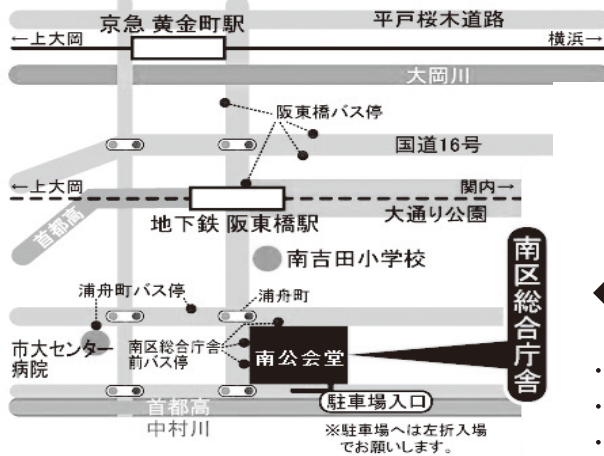 平戸桜木道路
京急 黄金町駅
←上大岡
横浜→
大岡川
阪東橋バス停
国道16号
←上大岡
関内→
首都高
地下鉄 阪東橋駅
大通り公園
南吉田小学校
南区総合庁舎
浦舟町バス停
浦舟町
市大センター
病院
南区総合庁舎
前バス停
南公会堂
駐車場入口
首都高
中村川
※駐車場へは左折入場
でお願いします。